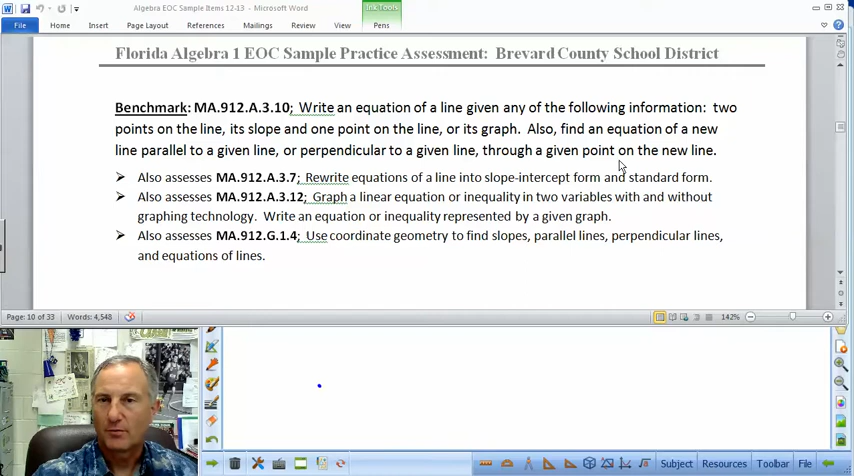 Algebra EOC Sample Items 12-13 - Microsoft Word
Ink Tools
File Home Insert Page Layout References Mailings Review View Pens
Florida Algebra 1 EOC Sample Practice Assessment: Brevard County School District
Benchmark: MA.912.A.3.10; Write an equation of a line given any of the following information: two
points on the line, its slope and one point on the line, or its graph. Also, find an equation of a new
line parallel to a given line, or perpendicular to a given line, through a given point on the new line.
➢ Also assesses MA.912.A.3.7; Rewrite equations of a line into slope-intercept form and standard form.
➢ Also assesses MA.912.A.3.12; Graph a linear equation or inequality in two variables with and without
graphing technology. Write an equation or inequality represented by a given graph.
➢ Also assesses MA.912.G.1.4; Use coordinate geometry to find slopes, parallel lines, perpendicular lines,
and equations of lines.
Page: 10 of 33 Words: 4,548 142%
Subject Resources Toolbar File